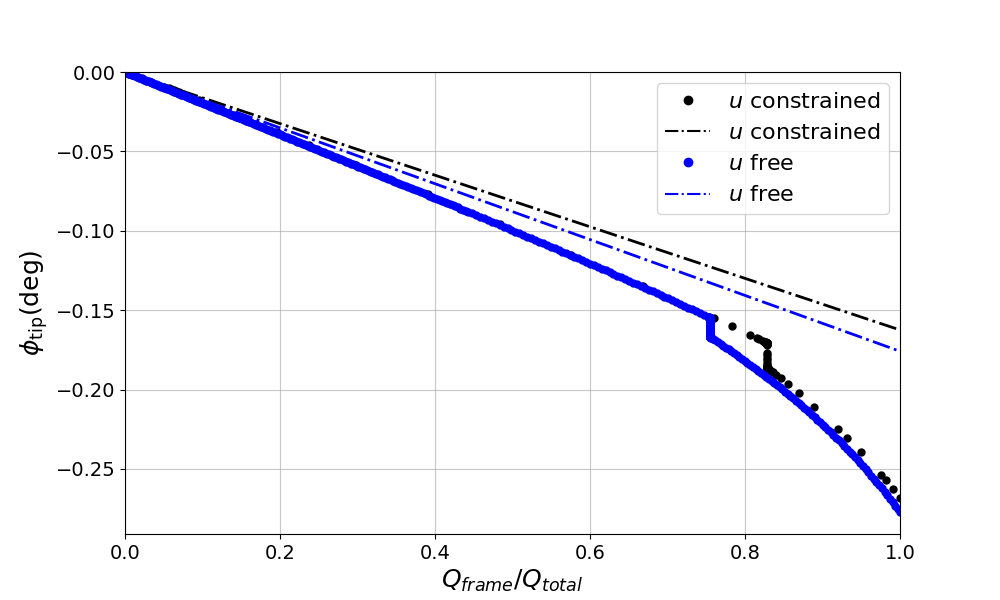 0.00
−0.05
−0.10
−0.15
−0.20
−0.25
ϕtip(deg)
u constrained
u constrained
u free
u free
0.0 0.2 0.4 0.6 0.8 1.0
Qframe/Qtotal